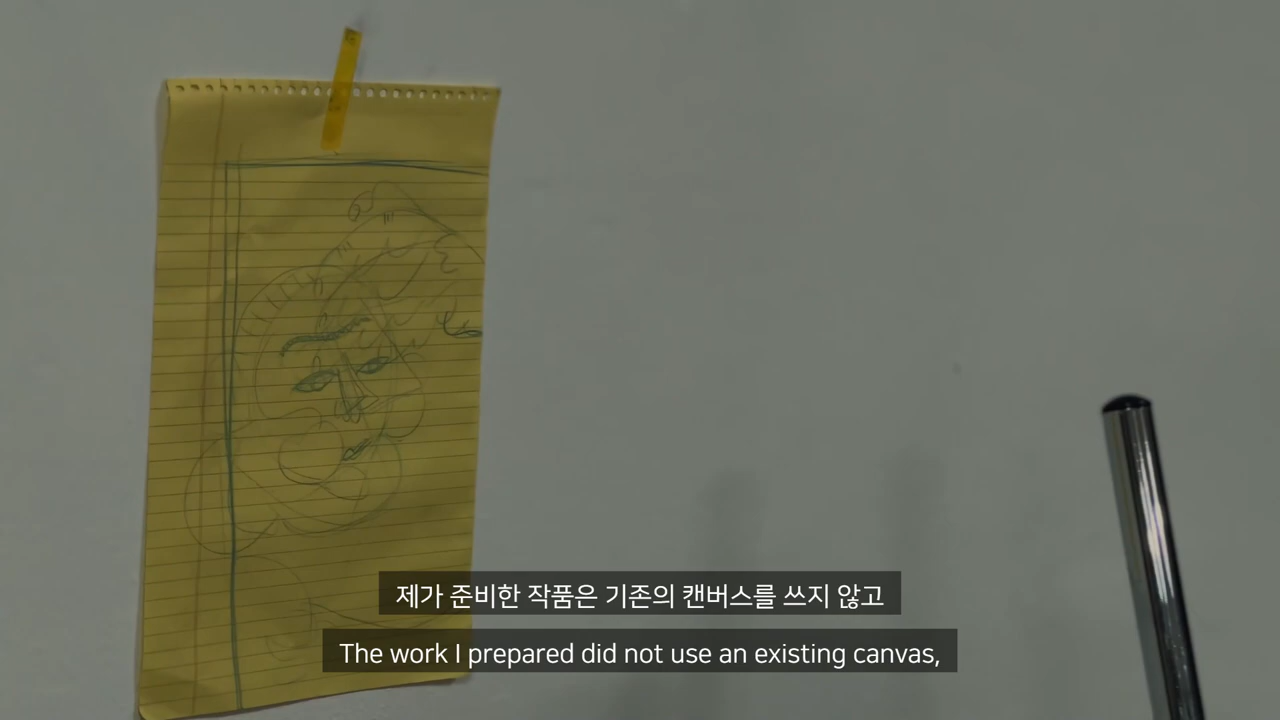 제가 준비한 작품은 기존의 캔버스를 쓰지 않고
The work I prepared did not use an existing canvas,